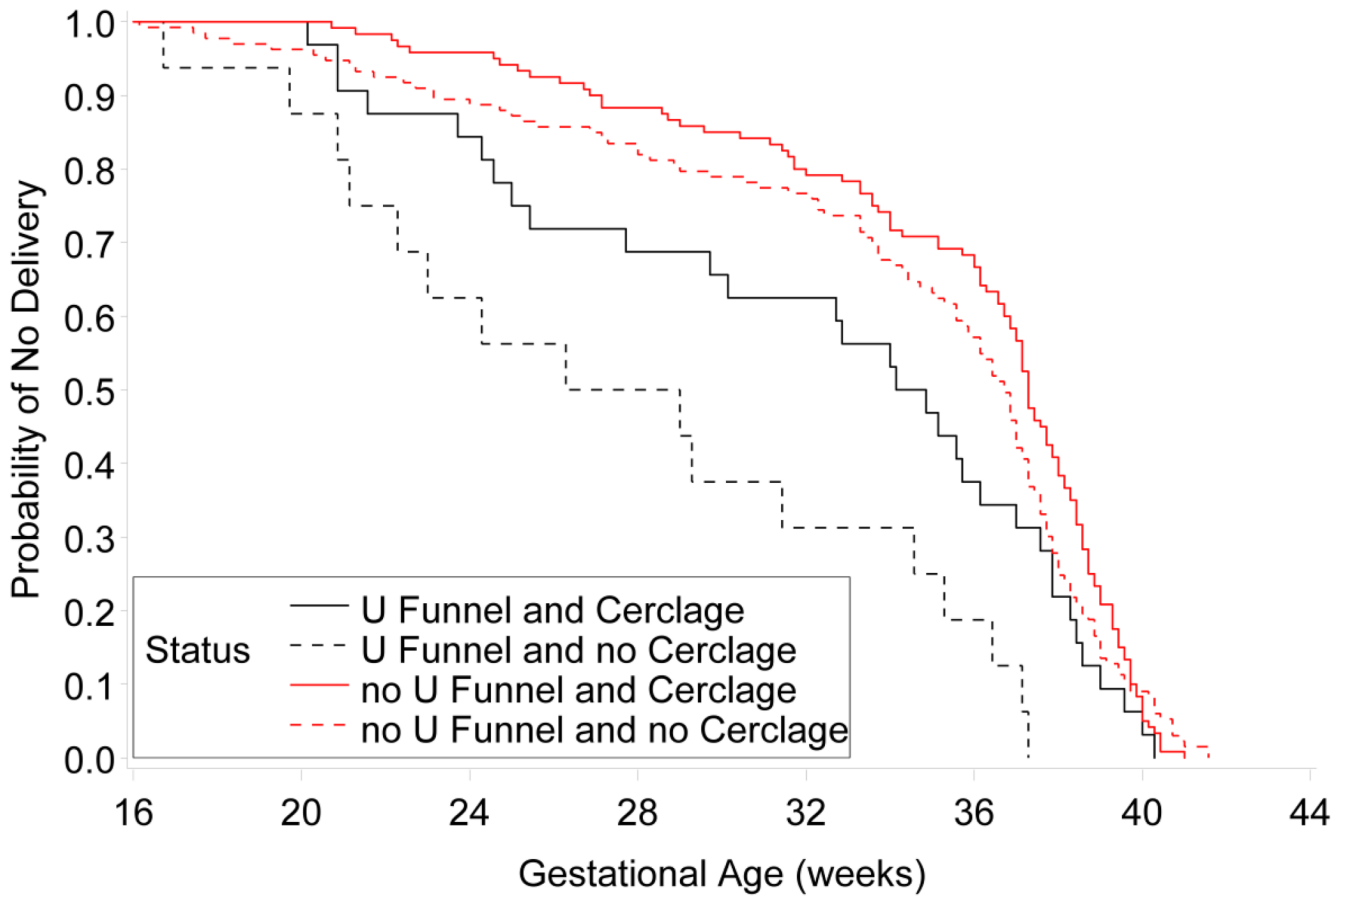 1.0
0.9
0.8
0.7
0.6
0.5
0.4
0.3
0.2
0.1
0.0
Probability of No Delivery
Status
U Funnel and Cerclage
U Funnel and no Cerclage
no U Funnel and Cerclage
no U Funnel and no Cerclage
16 20 24 28 32 36 40 44
Gestational Age (weeks)